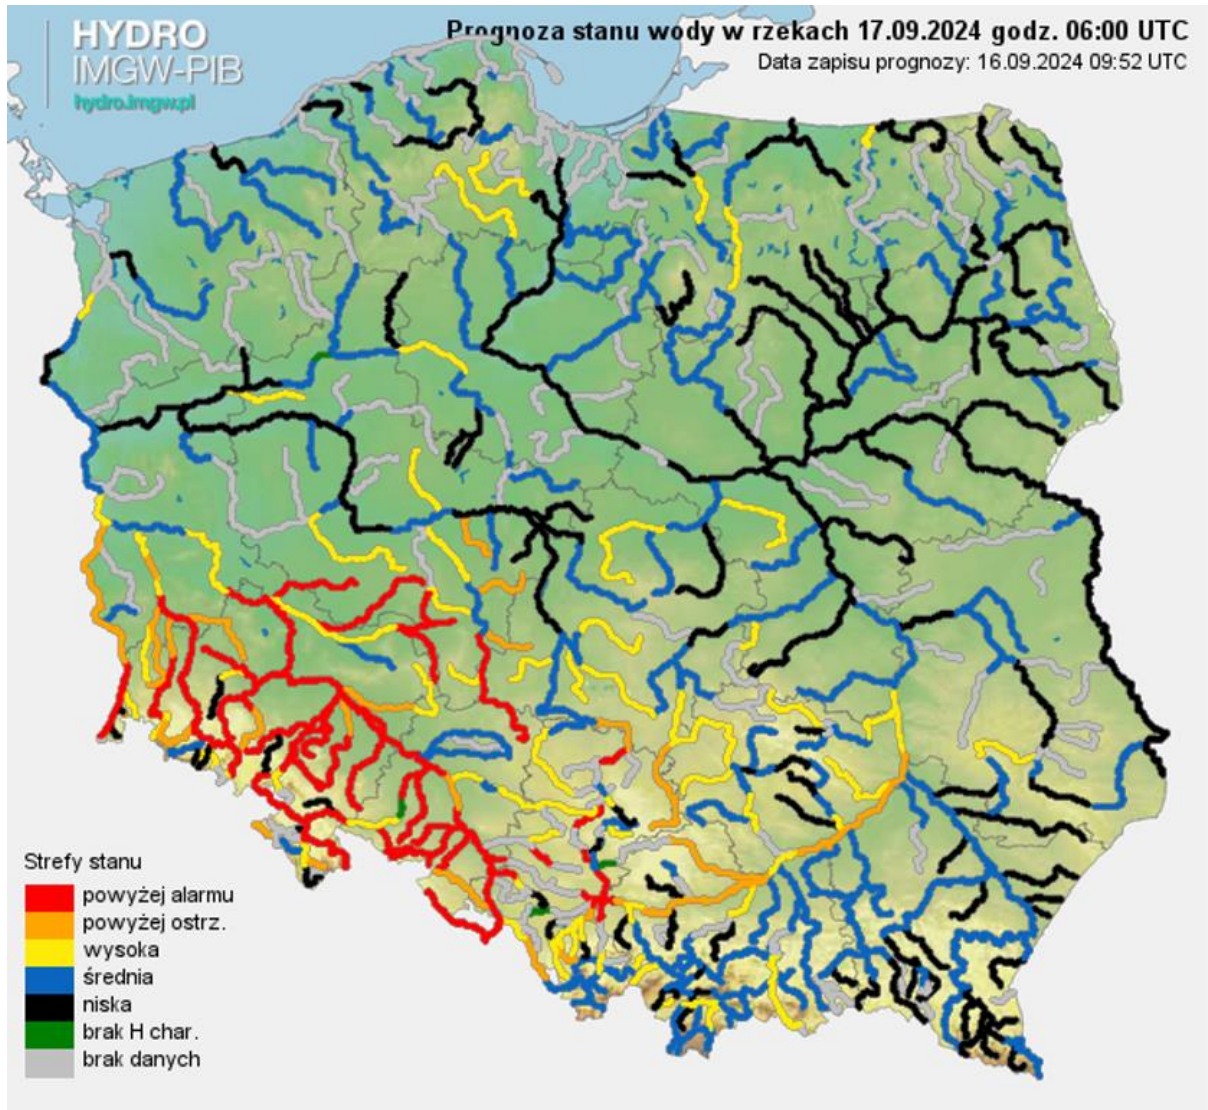 HYDRO
IMGW-PIB
hydro.imgw.pl
Prognoza stanu wody w rzekach 17.09.2024 godz. 06:00 UTC
Data zapisu prognozy: 16.09.2024 09:52 UTC
Strefy stanu
powyżej alarmu
powyżej ostrz.
wysoka
średnia
niska
brak H char.
brak danych